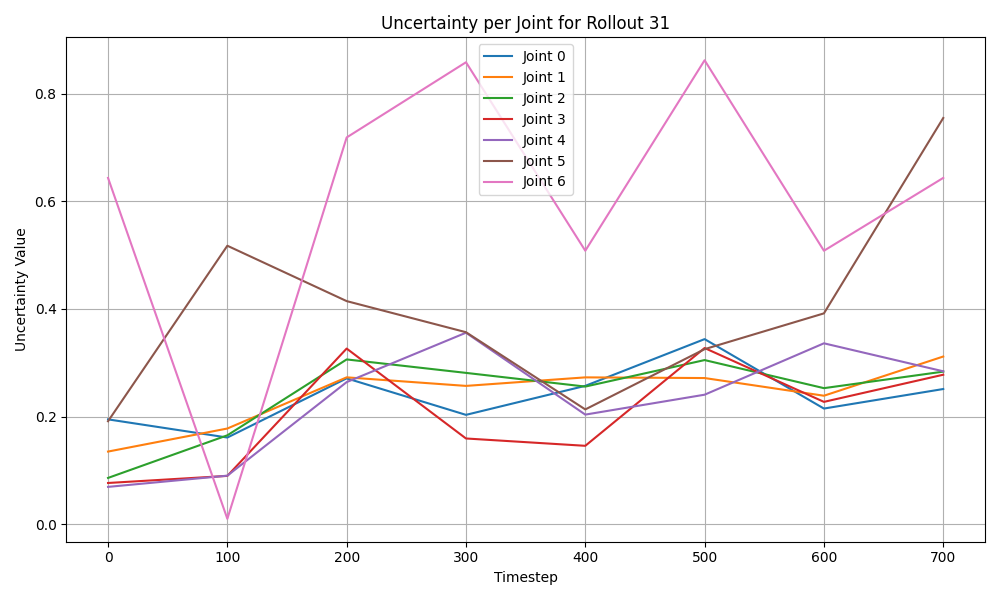 Uncertainty per Joint for Rollout 31
Joint 0
Joint 1
Joint 2
Joint 3
Joint 4
Joint 5
Joint 6
Uncertainty Value
0.8
0.6
0.4
0.2
0.0
0 100 200 300 400 500 600 700
Timestep